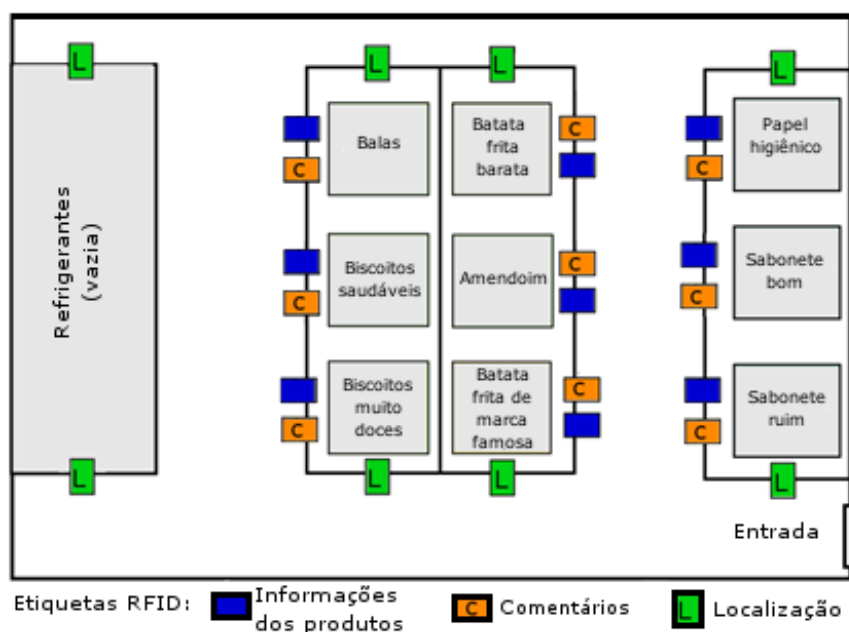 L
L
L
L
Refrigerantes
(vazia)
C
Balas
Batata
frita
barata
C
C
Papel
higiênico
C
Biscoitos
saudáveis
Amendoim
C
C
Sabonete
bom
C
Biscoitos
muito
doces
Batata
frita de
marca
famosa
C
C
Sabonete
ruim
L
L
L
L
Entrada
Etiquetas RFID:
Informações
dos produtos
C
Comentários
L
Localização